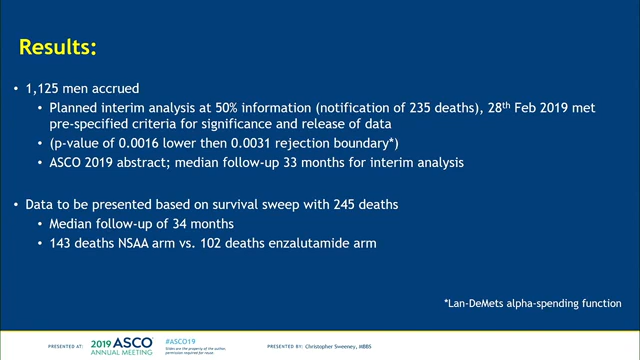 Results:
• 1,125 men accrued
• Planned interim analysis at 50% information (notification of 235 deaths), 28th Feb 2019 met
pre-specified criteria for significance and release of data
• (p-value of 0.0016 lower then 0.0031 rejection boundary*)
• ASCO 2019 abstract; median follow-up 33 months for interim analysis
• Data to be presented based on survival sweep with 245 deaths
• Median follow-up of 34 months
• 143 deaths NSAA arm vs. 102 deaths enzalutamide arm
*Lan-DeMets alpha-spending function
PRESENTED AT:
2019 ASCO
ANNUAL MEETING
#ASCO19
Slides are the property of the author,
permission required for reuse.
PRESENTED BY: Christopher Sweeney, MBBS